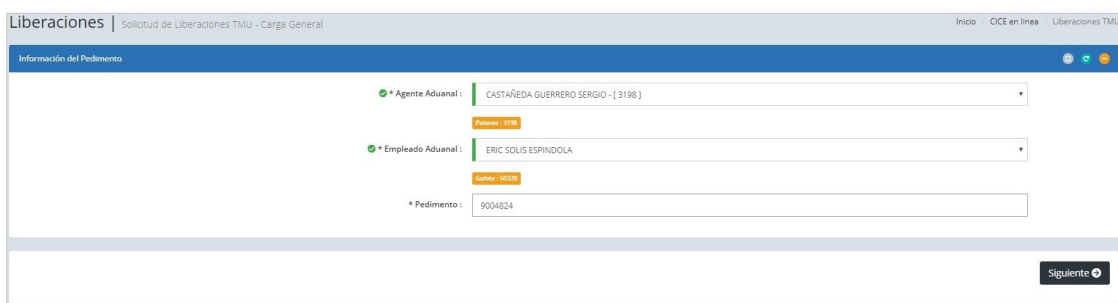 Liberaciones | Solicitud de Liberaciones TMU - Carga General
Inicio / CICE en linea / Liberaciones TMU
Información del Pedimento
* Agente Aduanal : CASTAÑEDA GUERRERO SERGIO - [ 3198 ]
Patente : 3198
* Empleado Aduanal : ERIC SOLIS ESPINDOLA
Gafete : 50320
* Pedimento : 9004824
Siguiente